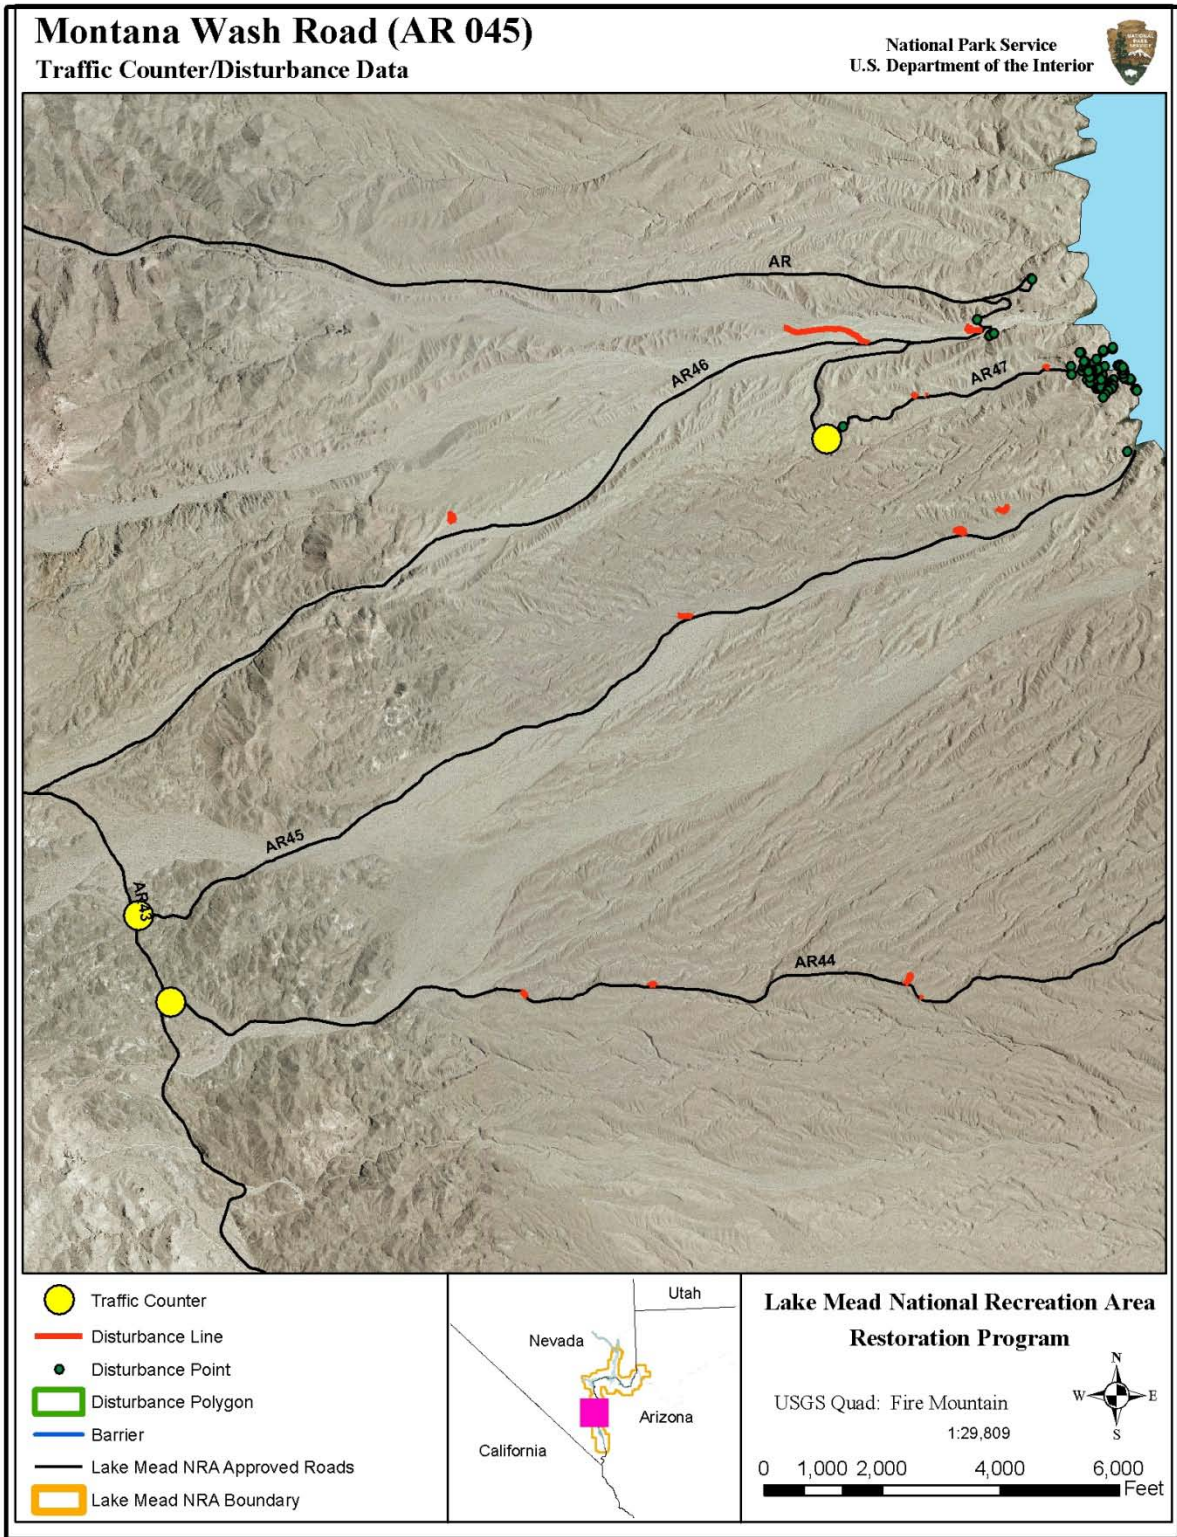 Montana Wash Road (AR 045)
Traffic Counter/Disturbance Data
National Park Service
U.S. Department of the Interior
NATIONAL
PARK
SERVICE
AR
AR46
AR47
AR45
AR43
AR44
Traffic Counter
Disturbance Line
Disturbance Point
Disturbance Polygon
Barrier
Lake Mead NRA Approved Roads
Lake Mead NRA Boundary
Utah
Nevada
Arizona
California
Lake Mead National Recreation Area
Restoration Program
USGS Quad: Fire Mountain
1:29,809
N
W E
S
0 1,000 2,000 4,000 6,000
Feet